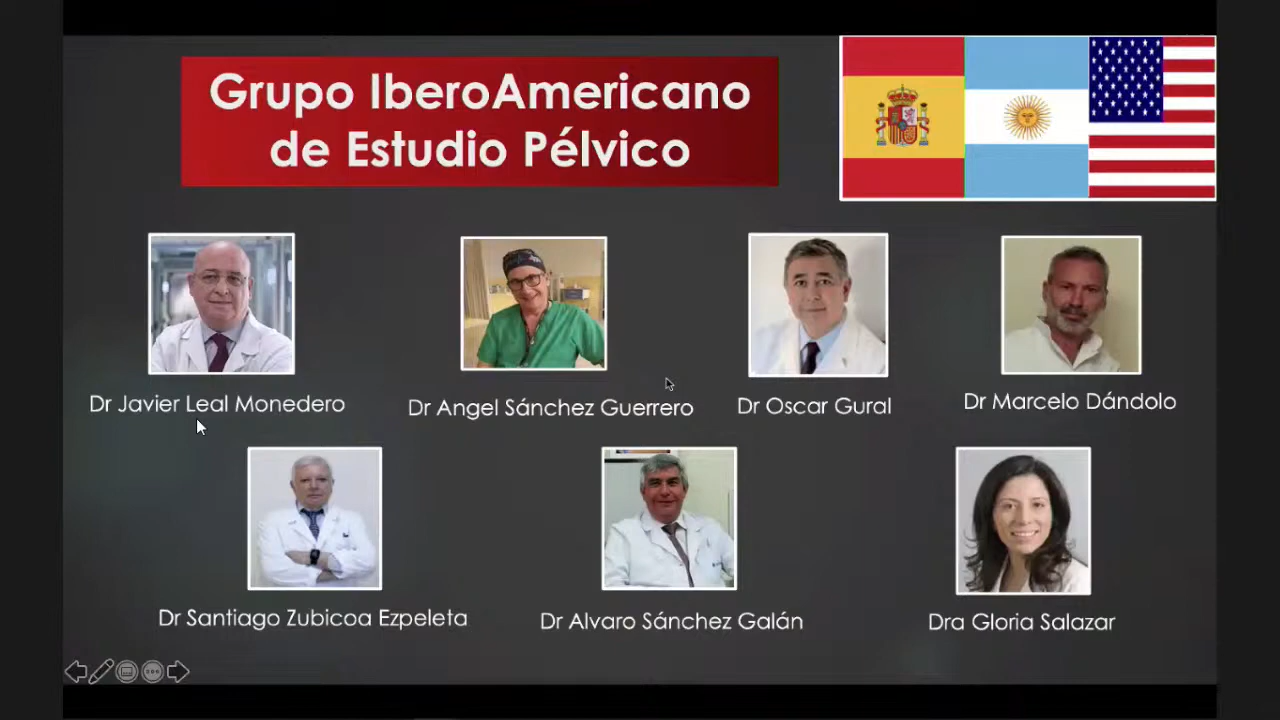 Grupo IberoAmericano
de Estudio Pélvico
Dr Javier Leal Monedero
Dr Angel Sánchez Guerrero
Dr Oscar Gural
Dr Marcelo Dándolo
Dr Santiago Zubicoa Ezpeleta
Dr Alvaro Sánchez Galán
Dra Gloria Salazar